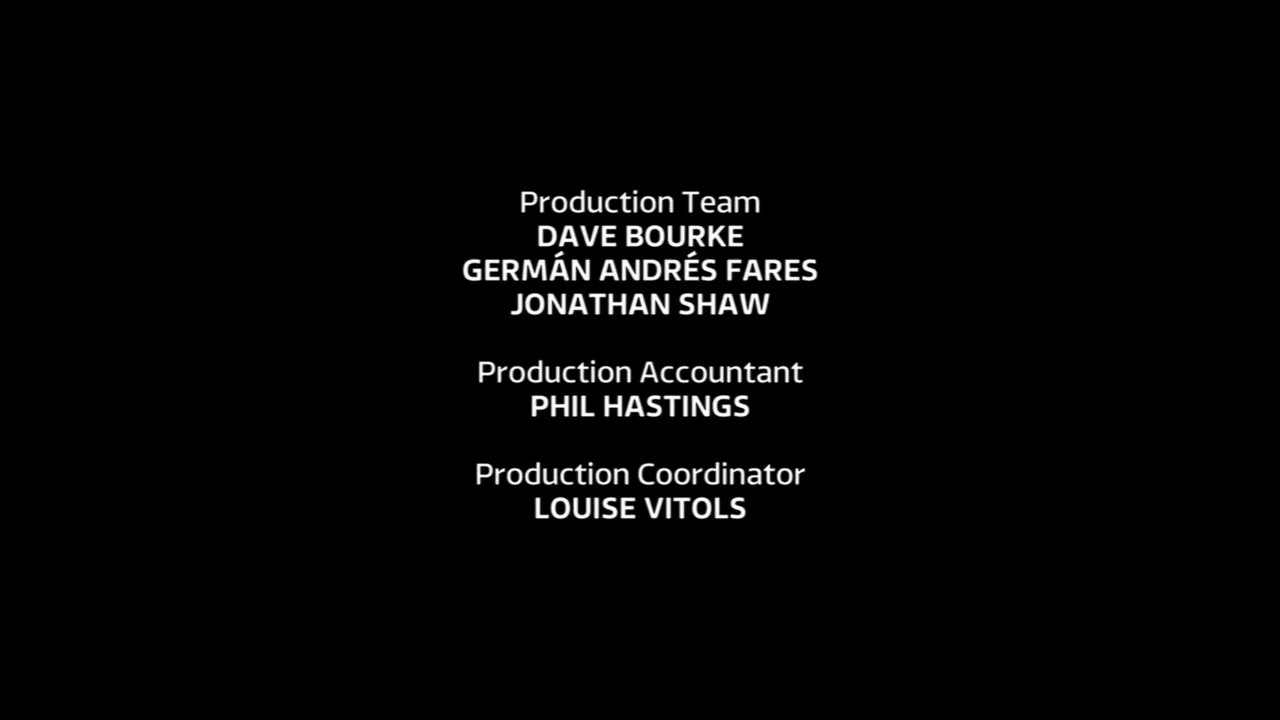 Production Team
DAVE BOURKE
GERMÁN ANDRÉS FARES
JONATHAN SHAW
Production Accountant
PHIL HASTINGS
Production Coordinator
LOUISE VITOLS